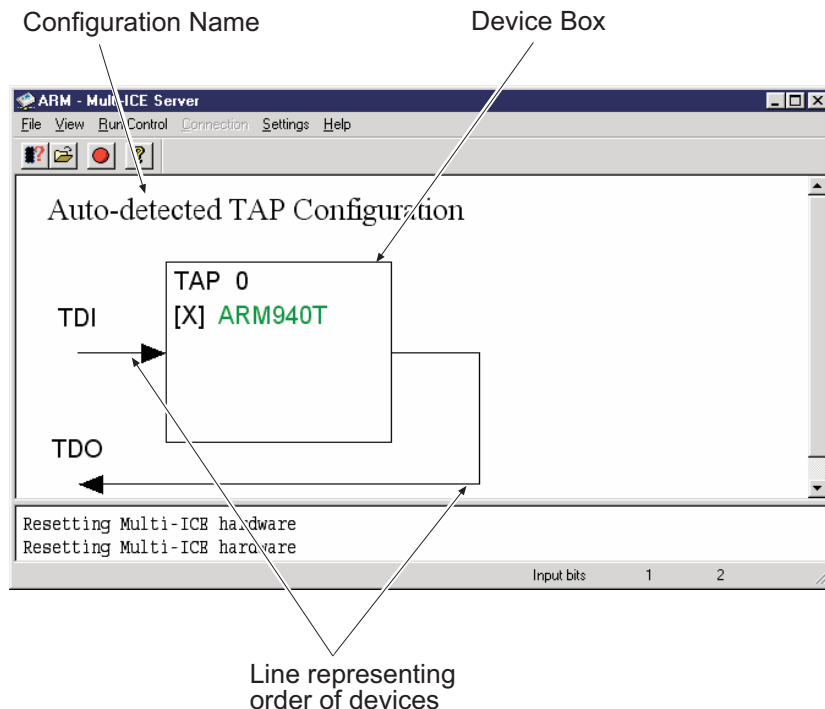 Configuration Name
Device Box
ARM - Multi-ICE Server
File View Run Control Connection Settings Help
Auto-detected TAP Configuration
TAP 0
[X] ARM940T
TDI
TDO
Resetting Multi-ICE hardware
Resetting Multi-ICE hardware
Input bits 1 2
Line representing
order of devices